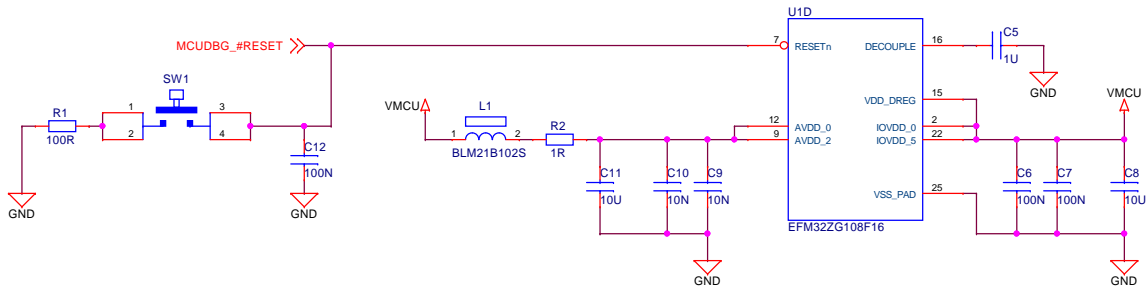 U1D
MCUDBG_#RESET
7
RESETn
DECOUPLE
16
C5
1U
GND
SW1
R1
100R
1
2
3
4
C12
100N
GND
GND
VMCU
L1
1
2
BLM21B102S
R2
1R
12
9
AVDD_0
AVDD_2
VDD_DREG
15
IOVDD_0
2
IOVDD_5
22
VMCU
C11
10U
C10
10N
C9
10N
GND
VSS_PAD
25
C6
100N
C7
100N
C8
10U
GND
EFM32ZG108F16